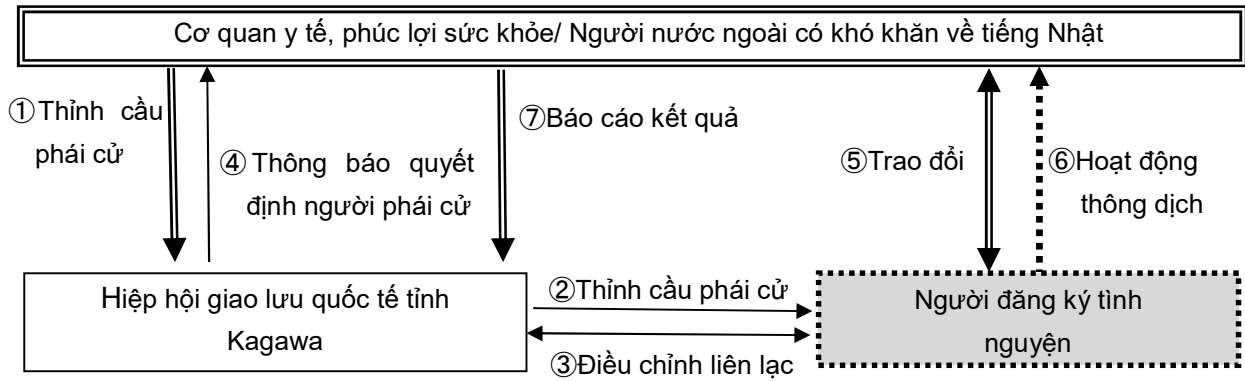 Cơ quan y tế, phúc lợi sức khỏe/ Người nước ngoài có khó khăn về tiếng Nhật
①Thỉnh cầu
phái cử
④Thông báo quyết
định người phái cử
⑦Báo cáo kết quả
⑤Trao đổi
⑥Hoạt động
thông dịch
Hiệp hội giao lưu quốc tế tỉnh
Kagawa
②Thỉnh cầu phái cử
③Điều chỉnh liên lạc
Người đăng ký tình
nguyện